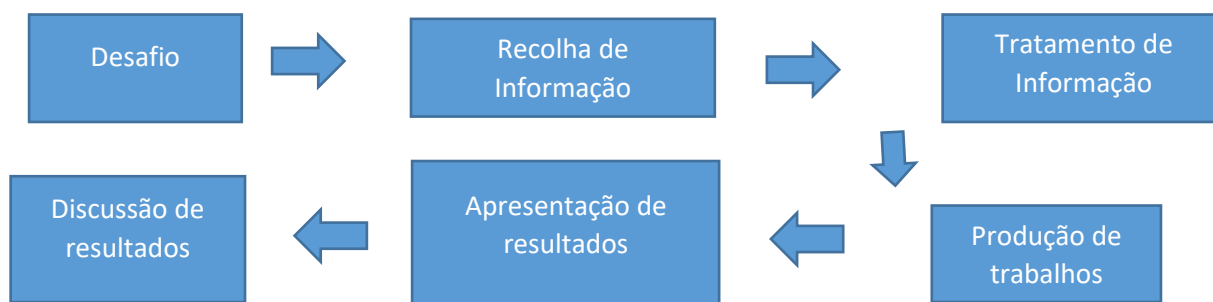 Desafio
Recolha de
Informação
Tratamento de
Informação
Produção de
trabalhos
Apresentação de
resultados
Discussão de
resultados